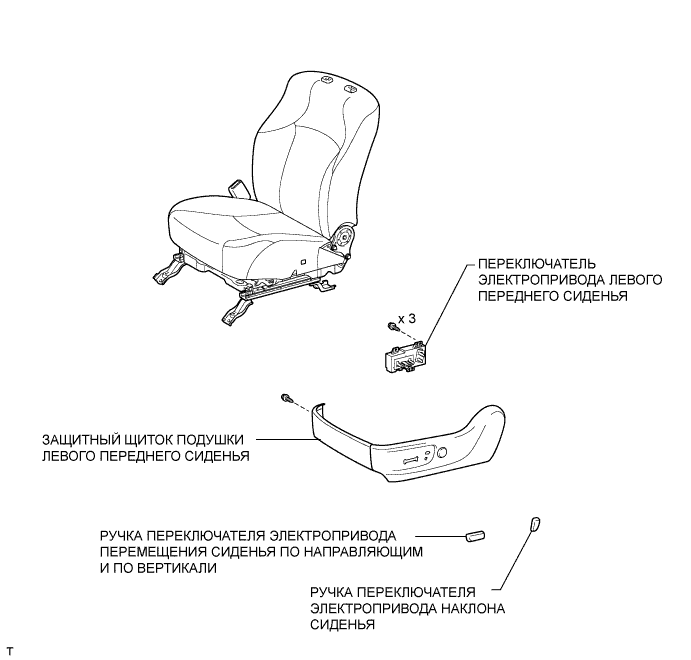 ПЕРЕКЛЮЧАТЕЛЬ
ЭЛЕКТРОПРИВОДА ЛЕВОГО
ПЕРЕДНЕГО СИДЕНЬЯ
x 3
ЗАЩИТНЫЙ ЩИТОК ПОДУШКИ
ЛЕВОГО ПЕРЕДНЕГО СИДЕНЬЯ
РУЧКА ПЕРЕКЛЮЧАТЕЛЯ ЭЛЕКТРОПРИВОДА
ПЕРЕМЕЩЕНИЯ СИДЕНЬЯ ПО НАПРАВЛЯЮЩИМ
И ПО ВЕРТИКАЛИ
РУЧКА ПЕРЕКЛЮЧАТЕЛЯ
ЭЛЕКТРОПРИВОДА НАКЛОНА
СИДЕНЬЯ
T